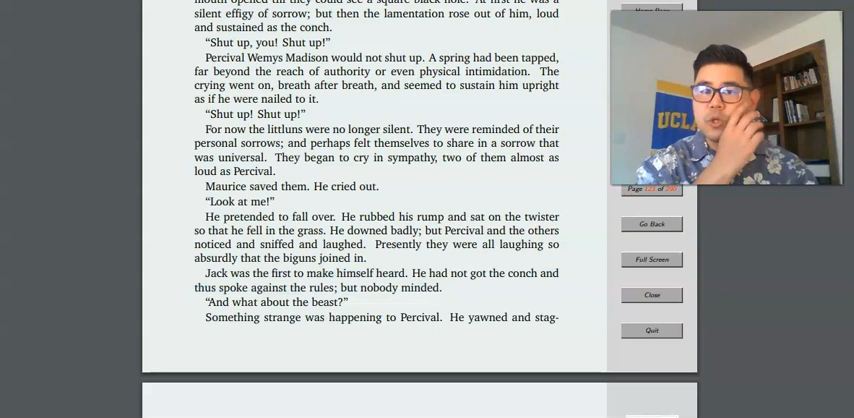 silent effigy of sorrow; but then the lamentation rose out of him, loud
and sustained as the conch.
“Shut up, you! Shut up!”
Percival Wemys Madison would not shut up. A spring had been tapped,
far beyond the reach of authority or even physical intimidation. The
crying went on, breath after breath, and seemed to sustain him upright
as if he were nailed to it.
“Shut up! Shut up!”
For now the littluns were no longer silent. They were reminded of their
personal sorrows; and perhaps felt themselves to share in a sorrow that
was universal. They began to cry in sympathy, two of them almost as
loud as Percival.
Maurice saved them. He cried out.
“Look at me!”
He pretended to fall over. He rubbed his rump and sat on the twister
so that he fell in the grass. He downed badly; but Percival and the others
noticed and sniffed and laughed. Presently they were all laughing so
absurdly that the biguns joined in.
Jack was the first to make himself heard. He had not got the conch and
thus spoke against the rules; but nobody minded.
“And what about the beast?”
Something strange was happening to Percival. He yawned and stag-
UCLA
Page 123 of 290
Go Back
Full Screen
Close
Quit